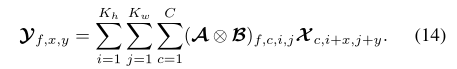 𝓨_{f,x,y} = \sum_{i=1}^{K_h} \sum_{j=1}^{K_w} \sum_{c=1}^{C} (𝓐 ⊗ 𝓑)_{f,c,i,j} 𝓧_{c,i+x,j+y}. (14)